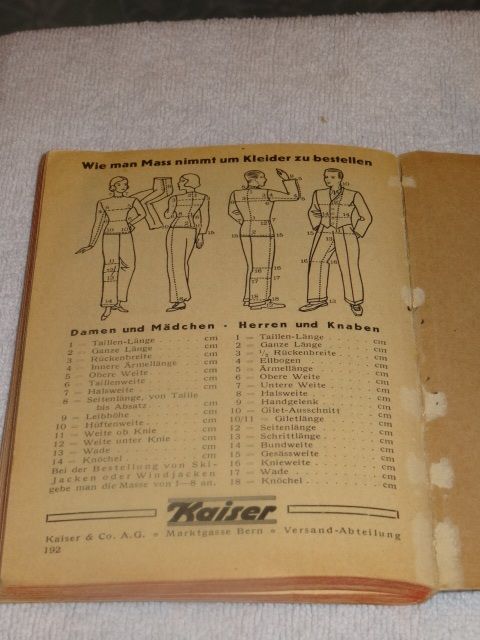 Wie man Mass nimmt um Kleider zu bestellen
Damen und Mädchen • Herren und Knaben
1 — Taillen-Länge . . . . cm
2 — Ganze Länge . . . . cm
3 — Rückenbreite . . . . cm
4 — Innere Ärmellänge . . cm
5 — Obere Weite . . . . cm
6 — Taillenweite . . . . cm
7 — Halsweite . . . . cm
8 — Seitenlänge, von Taille
bis Absatz . . . . cm
9 — Leibhöhe . . . . cm
10 — Hüftenweite . . . . cm
11 — Weite ob Knie . . . . cm
12 — Weite unter Knie . . . cm
13 — Wade . . . . cm
14 — Knöchel . . . . cm
Bei der Bestellung von Ski-
Jacken oder Windjacken
gebe man die Masse von 1—8 an.
1 — Taillen-Länge . . . . cm
2 — Ganze Länge . . . . cm
3 — ½ Rückenbreite . . . . cm
4 — Ellbogen . . . . cm
5 — Ärmellänge . . . . cm
6 — Obere Weite . . . . cm
7 — Untere Weite . . . . cm
8 — Halsweite . . . . cm
9 — Handgelenk . . . . cm
10 — Gilet-Ausschnitt . . . cm
10/11 — Giletlänge . . . . cm
12 — Seitenlänge . . . . cm
13 — Schrittlänge . . . . cm
14 — Bundweite . . . . cm
15 — Gesässweite . . . . cm
16 — Knieweite . . . . cm
17 — Wade . . . . cm
18 — Knöchel . . . . cm
Kaiser
Kaiser & Co. A.G. • Marktgasse Bern • Versand-Abteilung
192